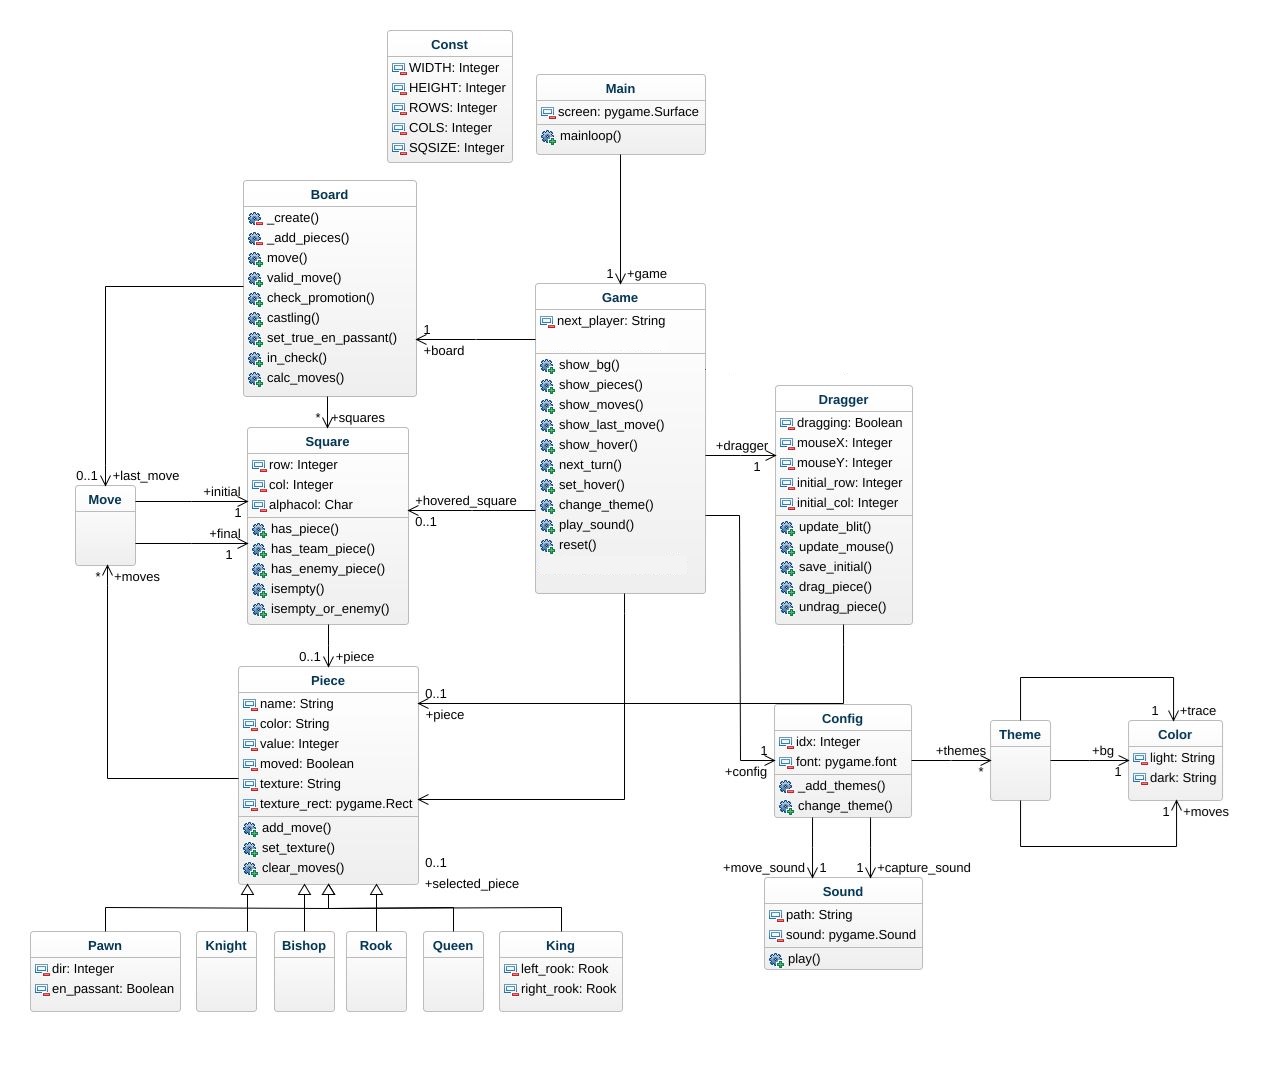 Const
WIDTH: Integer
HEIGHT: Integer
ROWS: Integer
COLS: Integer
SQSIZE: Integer
Main
screen: pygame.Surface
mainloop()
1 +game
Board
_create()
_add_pieces()
move()
valid_move()
check_promotion()
castling()
set_true_en_passant()
in_check()
calc_moves()
1
+board
* +squares
Game
next_player: String
show_bg()
show_pieces()
show_moves()
show_last_move()
show_hover()
next_turn()
set_hover()
change_theme()
play_sound()
reset()
+dragger
1
Dragger
dragging: Boolean
mouseX: Integer
mouseY: Integer
initial_row: Integer
initial_col: Integer
update_blit()
update_mouse()
save_initial()
drag_piece()
undrag_piece()
0..1 +last_move
Move
+initial
1
+final
1
* +moves
Square
row: Integer
col: Integer
alphacol: Char
has_piece()
has_team_piece()
has_enemy_piece()
isempty()
isempty_or_enemy()
+hovered_square
0..1
0..1 +piece
Piece
name: String
color: String
value: Integer
moved: Boolean
texture: String
texture_rect: pygame.Rect
add_move()
set_texture()
clear_moves()
0..1
+piece
0..1
+selected_piece
1
+config
Config
idx: Integer
font: pygame.font
_add_themes()
change_theme()
+themes
*
Theme
1 +trace
+bg
1
Color
light: String
dark: String
1 +moves
+move_sound 1
1 +capture_sound
Sound
path: String
sound: pygame.Sound
play()
Pawn
dir: Integer
en_passant: Boolean
Knight
Bishop
Rook
Queen
King
left_rook: Rook
right_rook: Rook